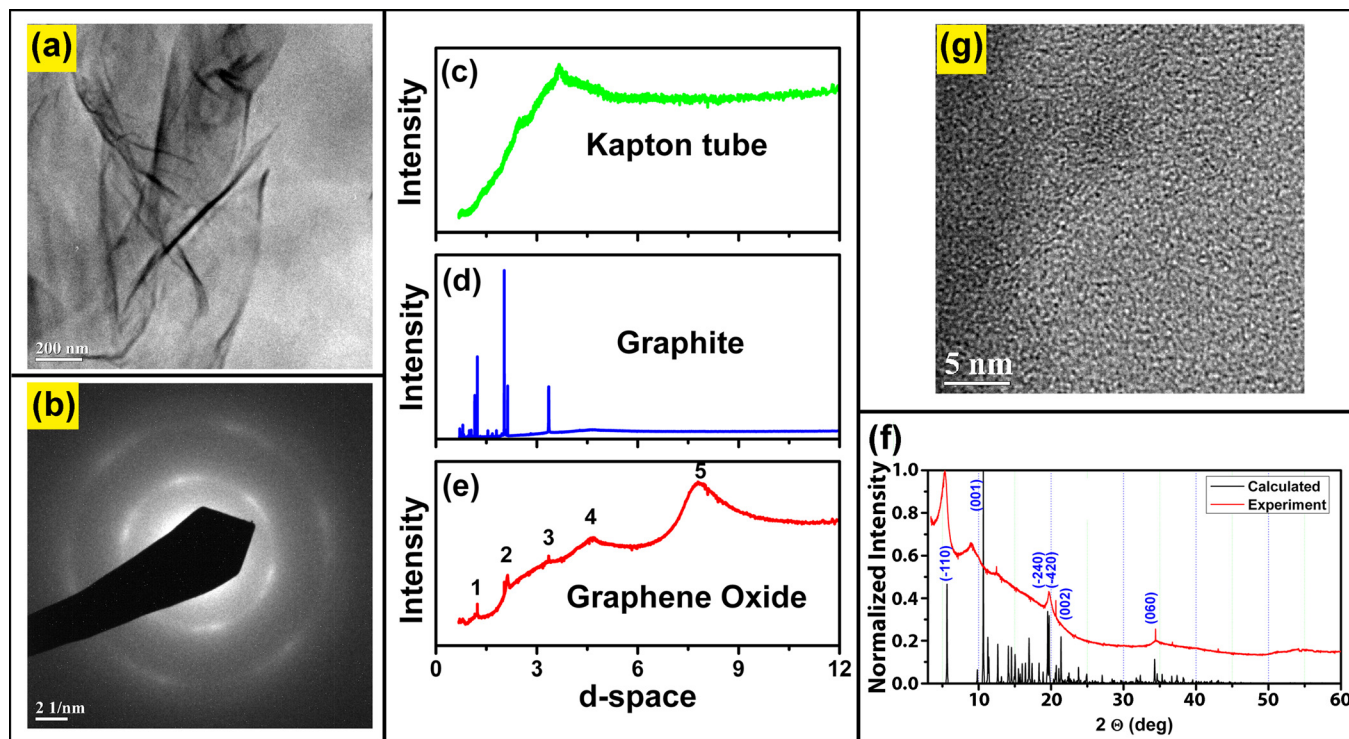 (a)
200 nm
(b)
2 1/nm
(c)
Intensity
Kapton tube
(d)
Intensity
Graphite
(e)
Intensity
1
2
3
4
5
Graphene Oxide
0 3 6 9 12
d-space
(g)
5 nm
(f)
Normalized Intensity
1.0
0.8
0.6
0.4
0.2
0.0
Calculated
Experiment
(-110)
(001)
(-240)
(-420)
(002)
(060)
10 20 30 40 50 60
2 Θ (deg)